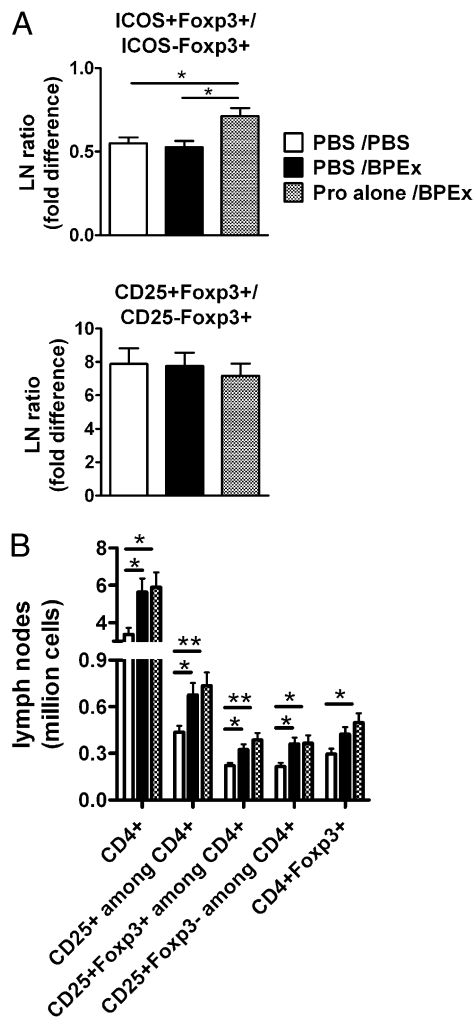 A
ICOS+Foxp3+/
ICOS-Foxp3+
LN ratio
(fold difference)
1.0
0.5
0.0
*
*
PBS /PBS
PBS /BPEx
Pro alone /BPEx
CD25+Foxp3+/
CD25-Foxp3+
LN ratio
(fold difference)
10
8
6
4
2
0
B
lymph nodes
(million cells)
8
6
4
0.9
0.6
0.3
0.0
*
*
**
*
**
*
*
*
*
CD4+
CD25+ among CD4+
CD25+Foxp3+ among CD4+
CD25+Foxp3- among CD4+
CD4+Foxp3+